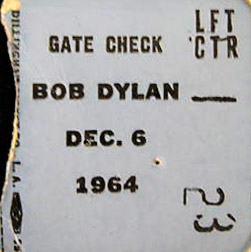 LFT
CTR
GATE CHECK
BOB DYLAN
DEC. 6
1964
23